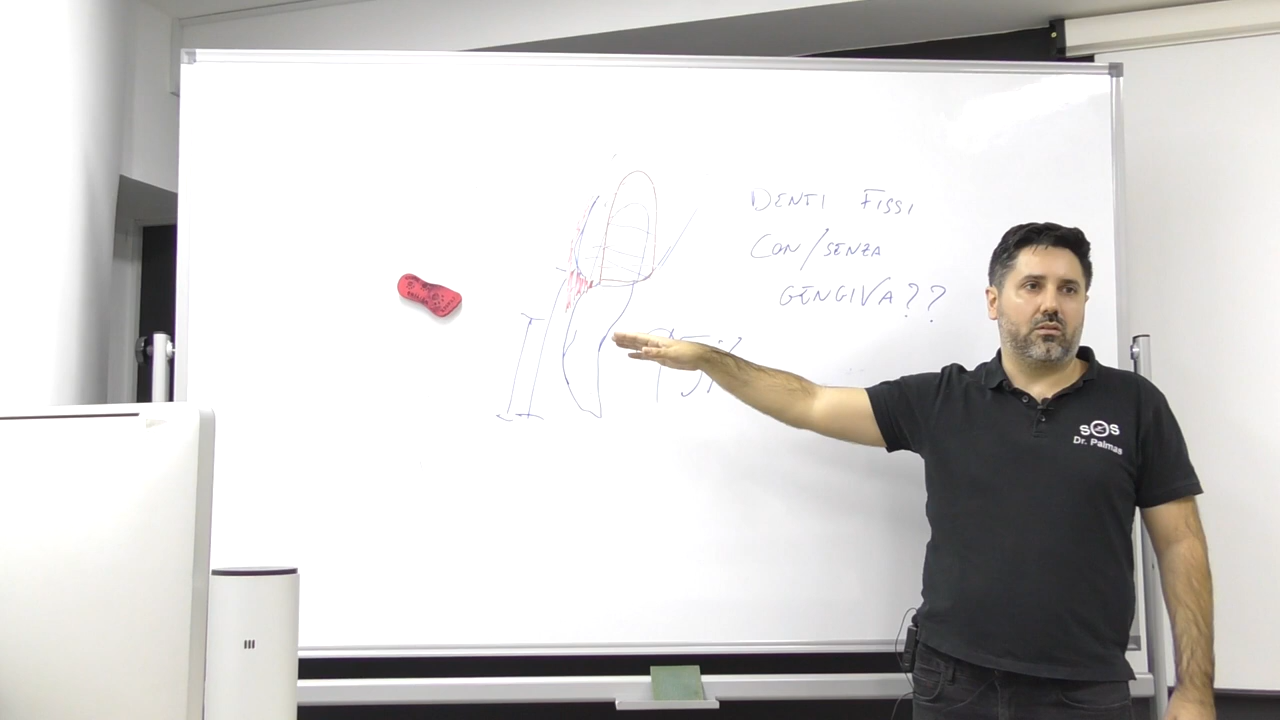 DENTI FISSI
CON/SENZA
GENGIVA??
SOS
Dr. Palmas